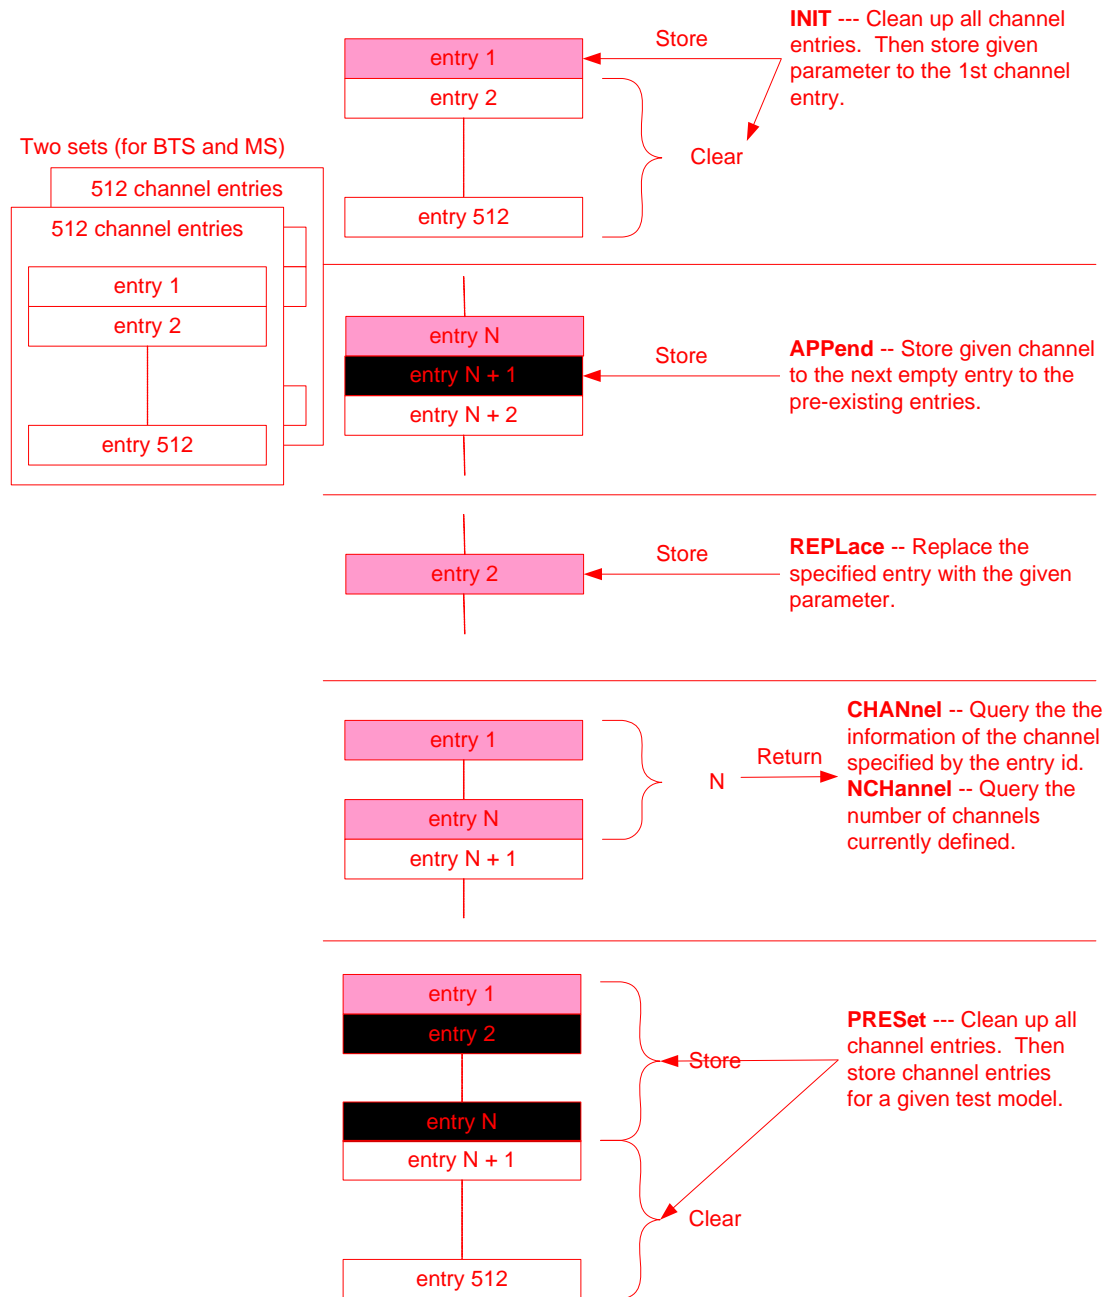 Two sets (for BTS and MS)
512 channel entries
512 channel entries
entry 1
entry 2
entry 512
entry 1
entry 2
entry 512
Store
Clear
INIT --- Clean up all channel
entries. Then store given
parameter to the 1st channel
entry.
entry N
entry N + 1
entry N + 2
Store
APPend -- Store given channel
to the next empty entry to the
pre-existing entries.
entry 2
Store
REPLace -- Replace the
specified entry with the given
parameter.
entry 1
entry N
entry N + 1
N
Return
CHANnel -- Query the the
information of the channel
specified by the entry id.
NCHannel -- Query the
number of channels
currently defined.
entry 1
entry 2
entry N
entry N + 1
entry 512
Store
Clear
PRESet --- Clean up all
channel entries. Then
store channel entries
for a given test model.